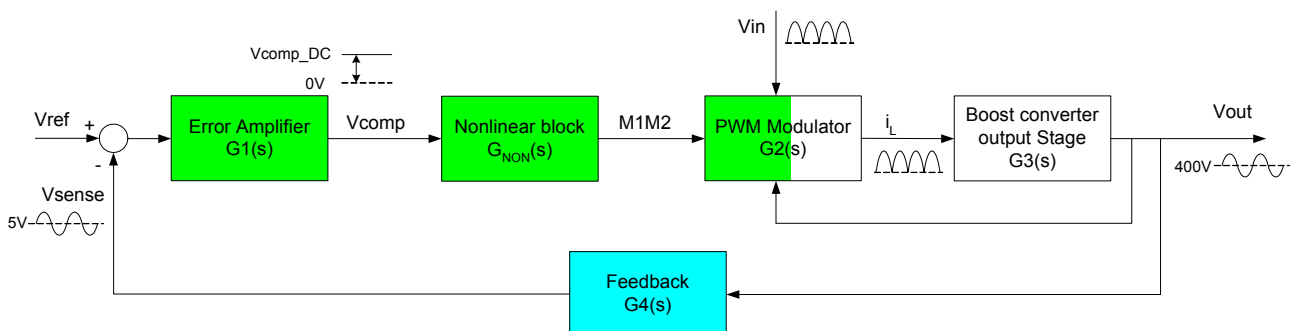 Vin
Vcomp_DC
0V
Vref
+
-
Error Amplifier
G1(s)
Vcomp
Nonlinear block
GNON(s)
M1M2
PWM Modulator
G2(s)
iL
Boost converter
output Stage
G3(s)
Vout
400V
Vsense
5V
Feedback
G4(s)